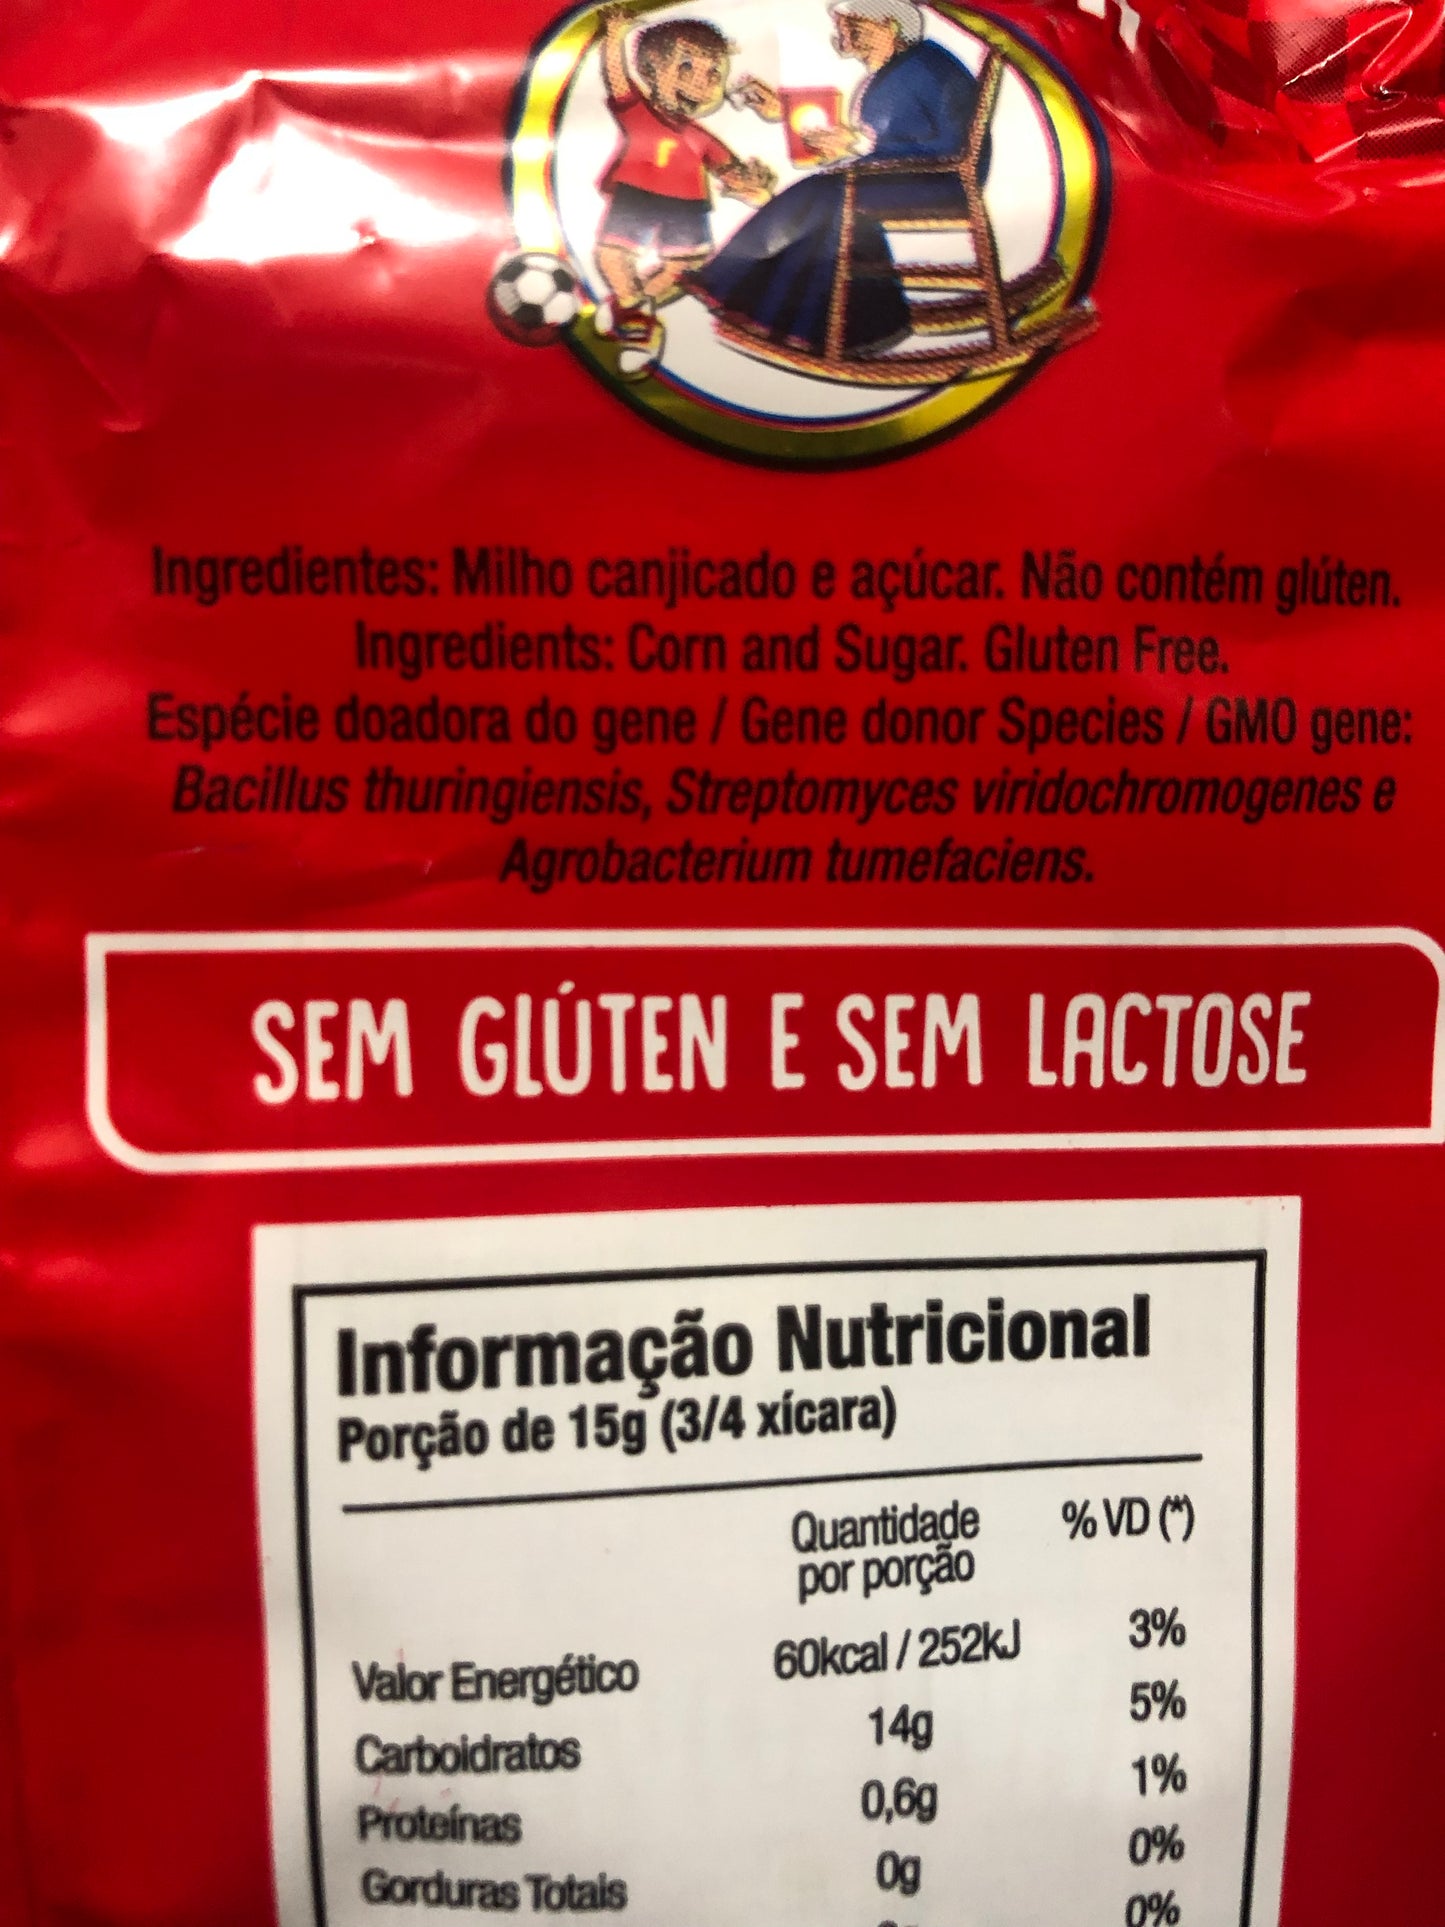 Ingredientes: Milho canjicado e açúcar. Não contém glúten.
Ingredients: Corn and Sugar. Gluten Free.
Espécie doadora do gene / Gene donor Species / GMO gene:
Bacillus thuringiensis, Streptomyces viridochromogenes e
Agrobacterium tumefaciens.
SEM GLÚTEN E SEM LACTOSE
Informação Nutricional
Porção de 15g (3/4 xícara)
Quantidade por porção % VD (*)
Valor Energético 60kcal / 252kJ 3%
Carboidratos 14g 5%
Proteínas 0,6g 1%
Gorduras Totais 0g 0%
0%